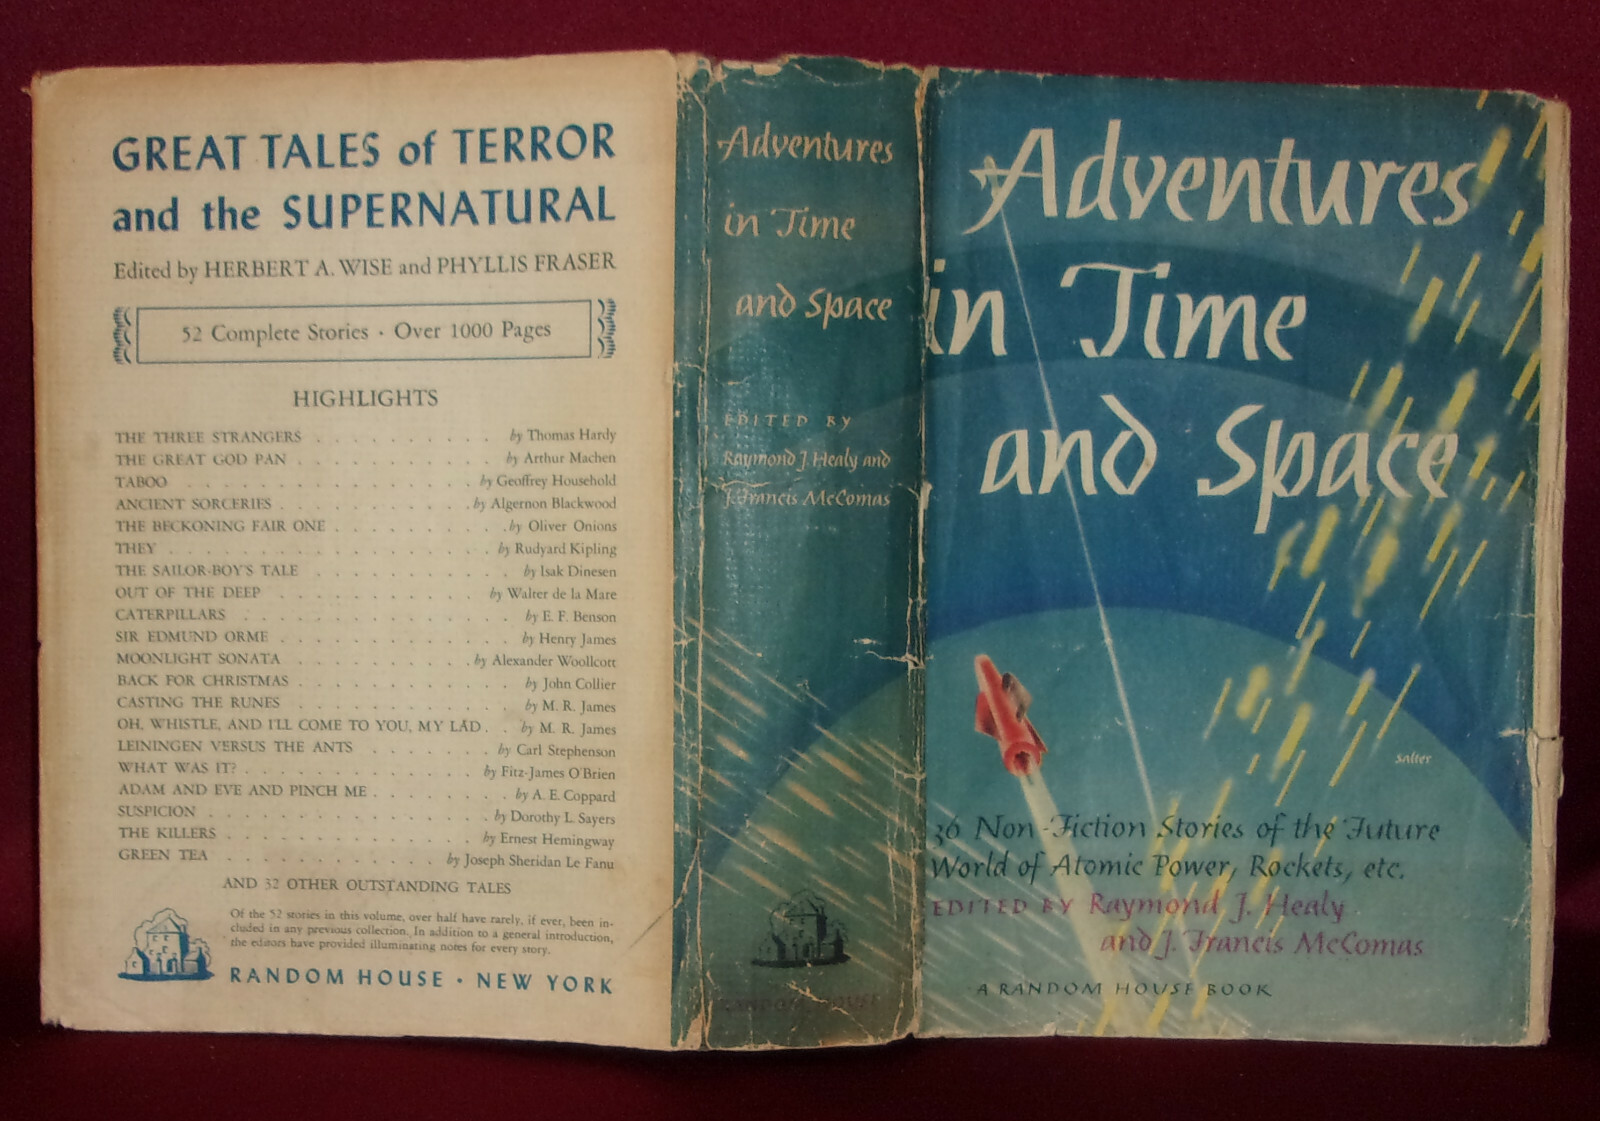 GREAT TALES of TERROR
and the SUPERNATURAL
Edited by HERBERT A. WISE and PHYLLIS FRASER
52 Complete Stories · Over 1000 Pages
HIGHLIGHTS
THE THREE STRANGERS . . . . . . . . . . by Thomas Hardy
THE GREAT GOD PAN . . . . . . . . . . by Arthur Machen
TABOO . . . . . . . . . . . . . . by Geoffrey Household
ANCIENT SORCERIES . . . . . . . . . by Algernon Blackwood
THE BECKONING FAIR ONE . . . . . . . . by Oliver Onions
THEY . . . . . . . . . . . . . . . by Rudyard Kipling
THE SAILOR-BOY'S TALE . . . . . . . . . by Isak Dinesen
OUT OF THE DEEP . . . . . . . . . . by Walter de la Mare
CATERPILLARS . . . . . . . . . . . . by E. F. Benson
SIR EDMUND ORME . . . . . . . . . . . by Henry James
MOONLIGHT SONATA . . . . . . . . by Alexander Woollcott
BACK FOR CHRISTMAS . . . . . . . . . . by John Collier
CASTING THE RUNES . . . . . . . . . . by M. R. James
OH, WHISTLE, AND I'LL COME TO YOU, MY LAD . . by M. R. James
LEININGEN VERSUS THE ANTS . . . . . . . by Carl Stephenson
WHAT WAS IT? . . . . . . . . . . . by Fitz-James O'Brien
ADAM AND EVE AND PINCH ME . . . . . . . by A. E. Coppard
SUSPICION . . . . . . . . . . . . . by Dorothy L. Sayers
THE KILLERS . . . . . . . . . . . . by Ernest Hemingway
GREEN TEA . . . . . . . . . . by Joseph Sheridan Le Fanu
AND 32 OTHER OUTSTANDING TALES
Of the 52 stories in this volume, over half have rarely, if ever, been in-
cluded in any previous collection. In addition to a general introduction,
the editors have provided illuminating notes for every story.
RANDOM HOUSE · NEW YORK
Adventures
in Time
and Space
EDITED BY
Raymond J. Healy and
J. Francis McComas
RANDOM HOUSE
Adventures
in Time
and Space
Salter
36 Non-Fiction Stories of the Future
World of Atomic Power, Rockets, etc.
EDITED BY Raymond J. Healy
and J. Francis McComas
A RANDOM HOUSE BOOK